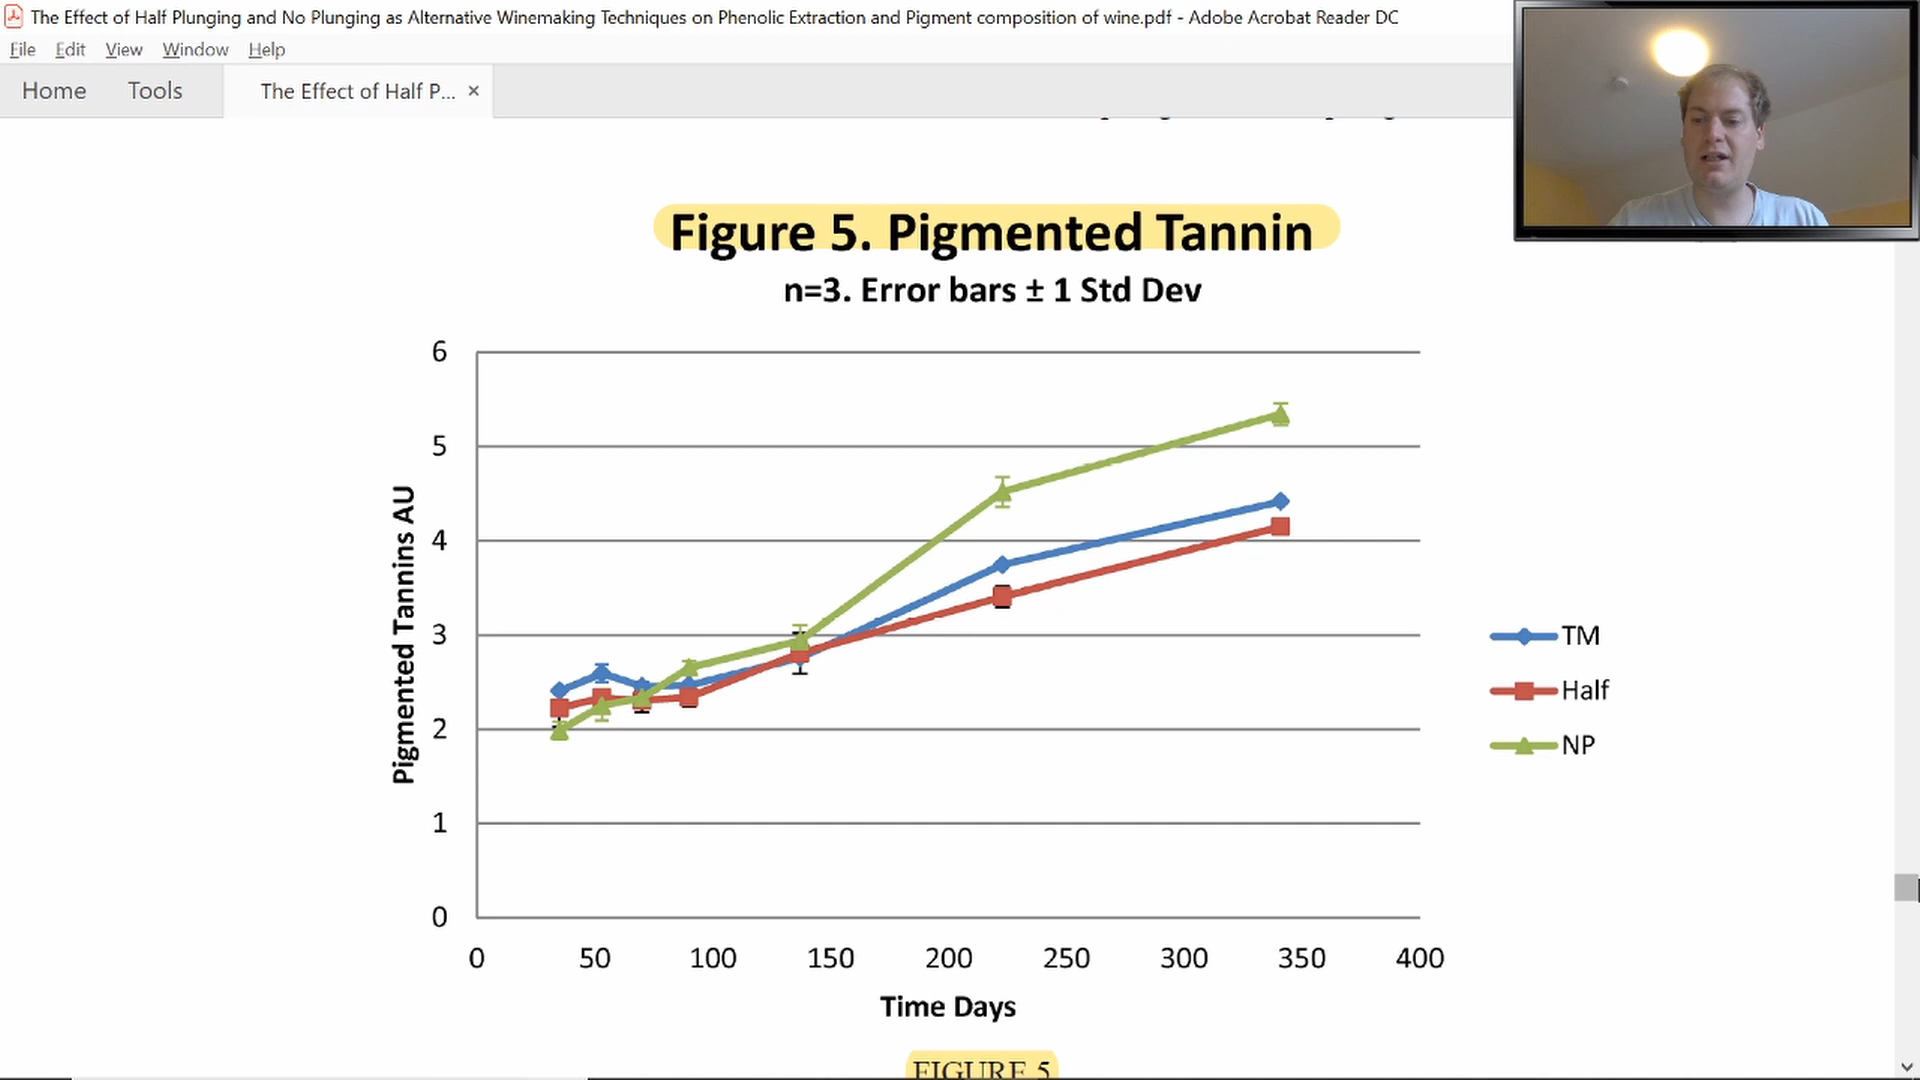 The Effect of Half Plunging and No Plunging as Alternative Winemaking Techniques on Phenolic Extraction and Pigment composition of wine.pdf - Adobe Acrobat Reader DC
File Edit View Window Help
Home Tools The Effect of Half P... ×
Figure 5. Pigmented Tannin
n=3. Error bars ± 1 Std Dev
Pigmented Tannins AU
6
5
4
3
2
1
0
0 50 100 150 200 250 300 350 400
Time Days
TM
Half
NP
FIGURE 5